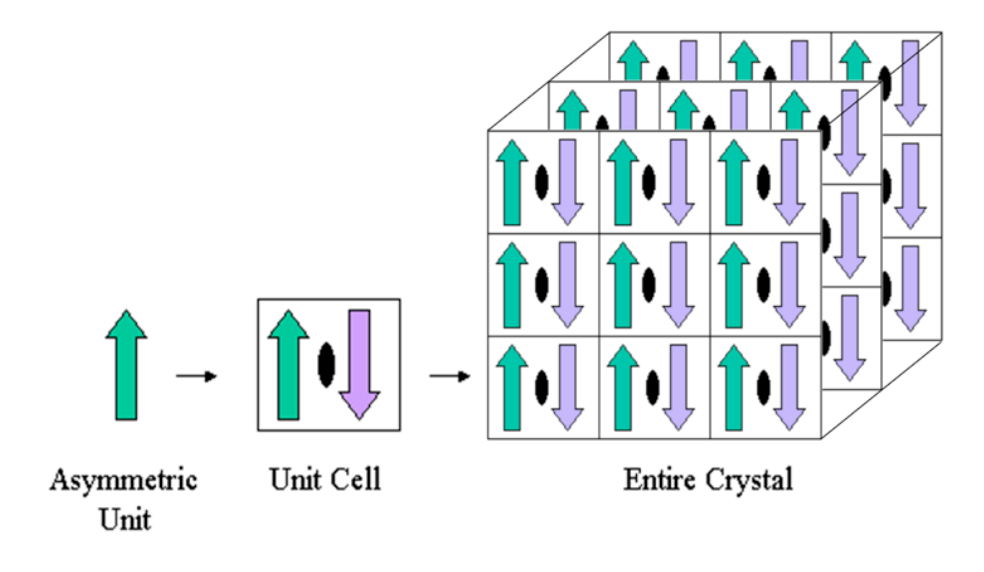 Asymmetric
Unit
Unit Cell
Entire Crystal